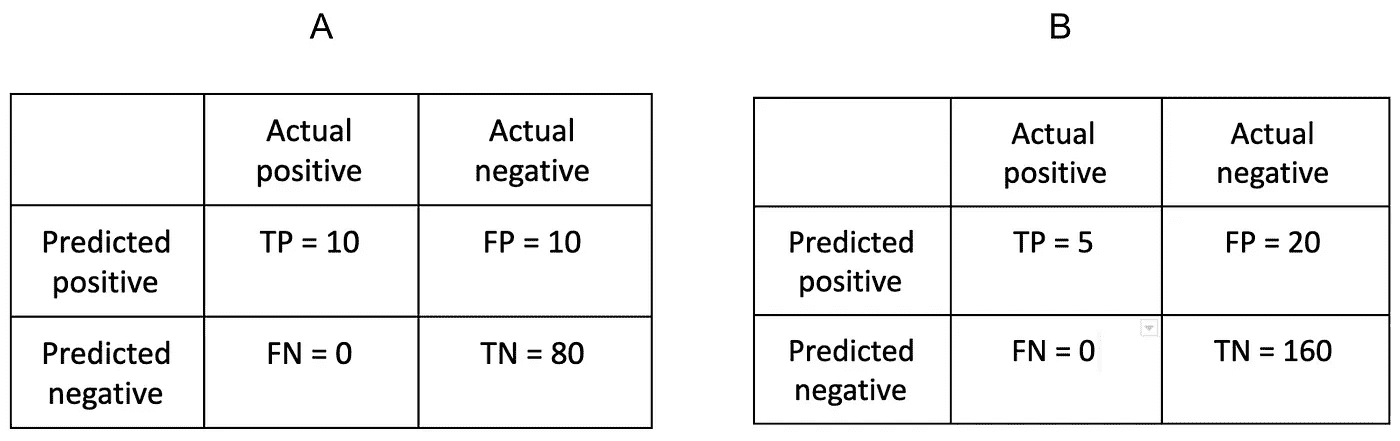 A
B
Actual
positive
Actual
negative
Predicted
positive
TP = 10
FP = 10
Predicted
negative
FN = 0
TN = 80
Actual
positive
Actual
negative
Predicted
positive
TP = 5
FP = 20
Predicted
negative
FN = 0
TN = 160